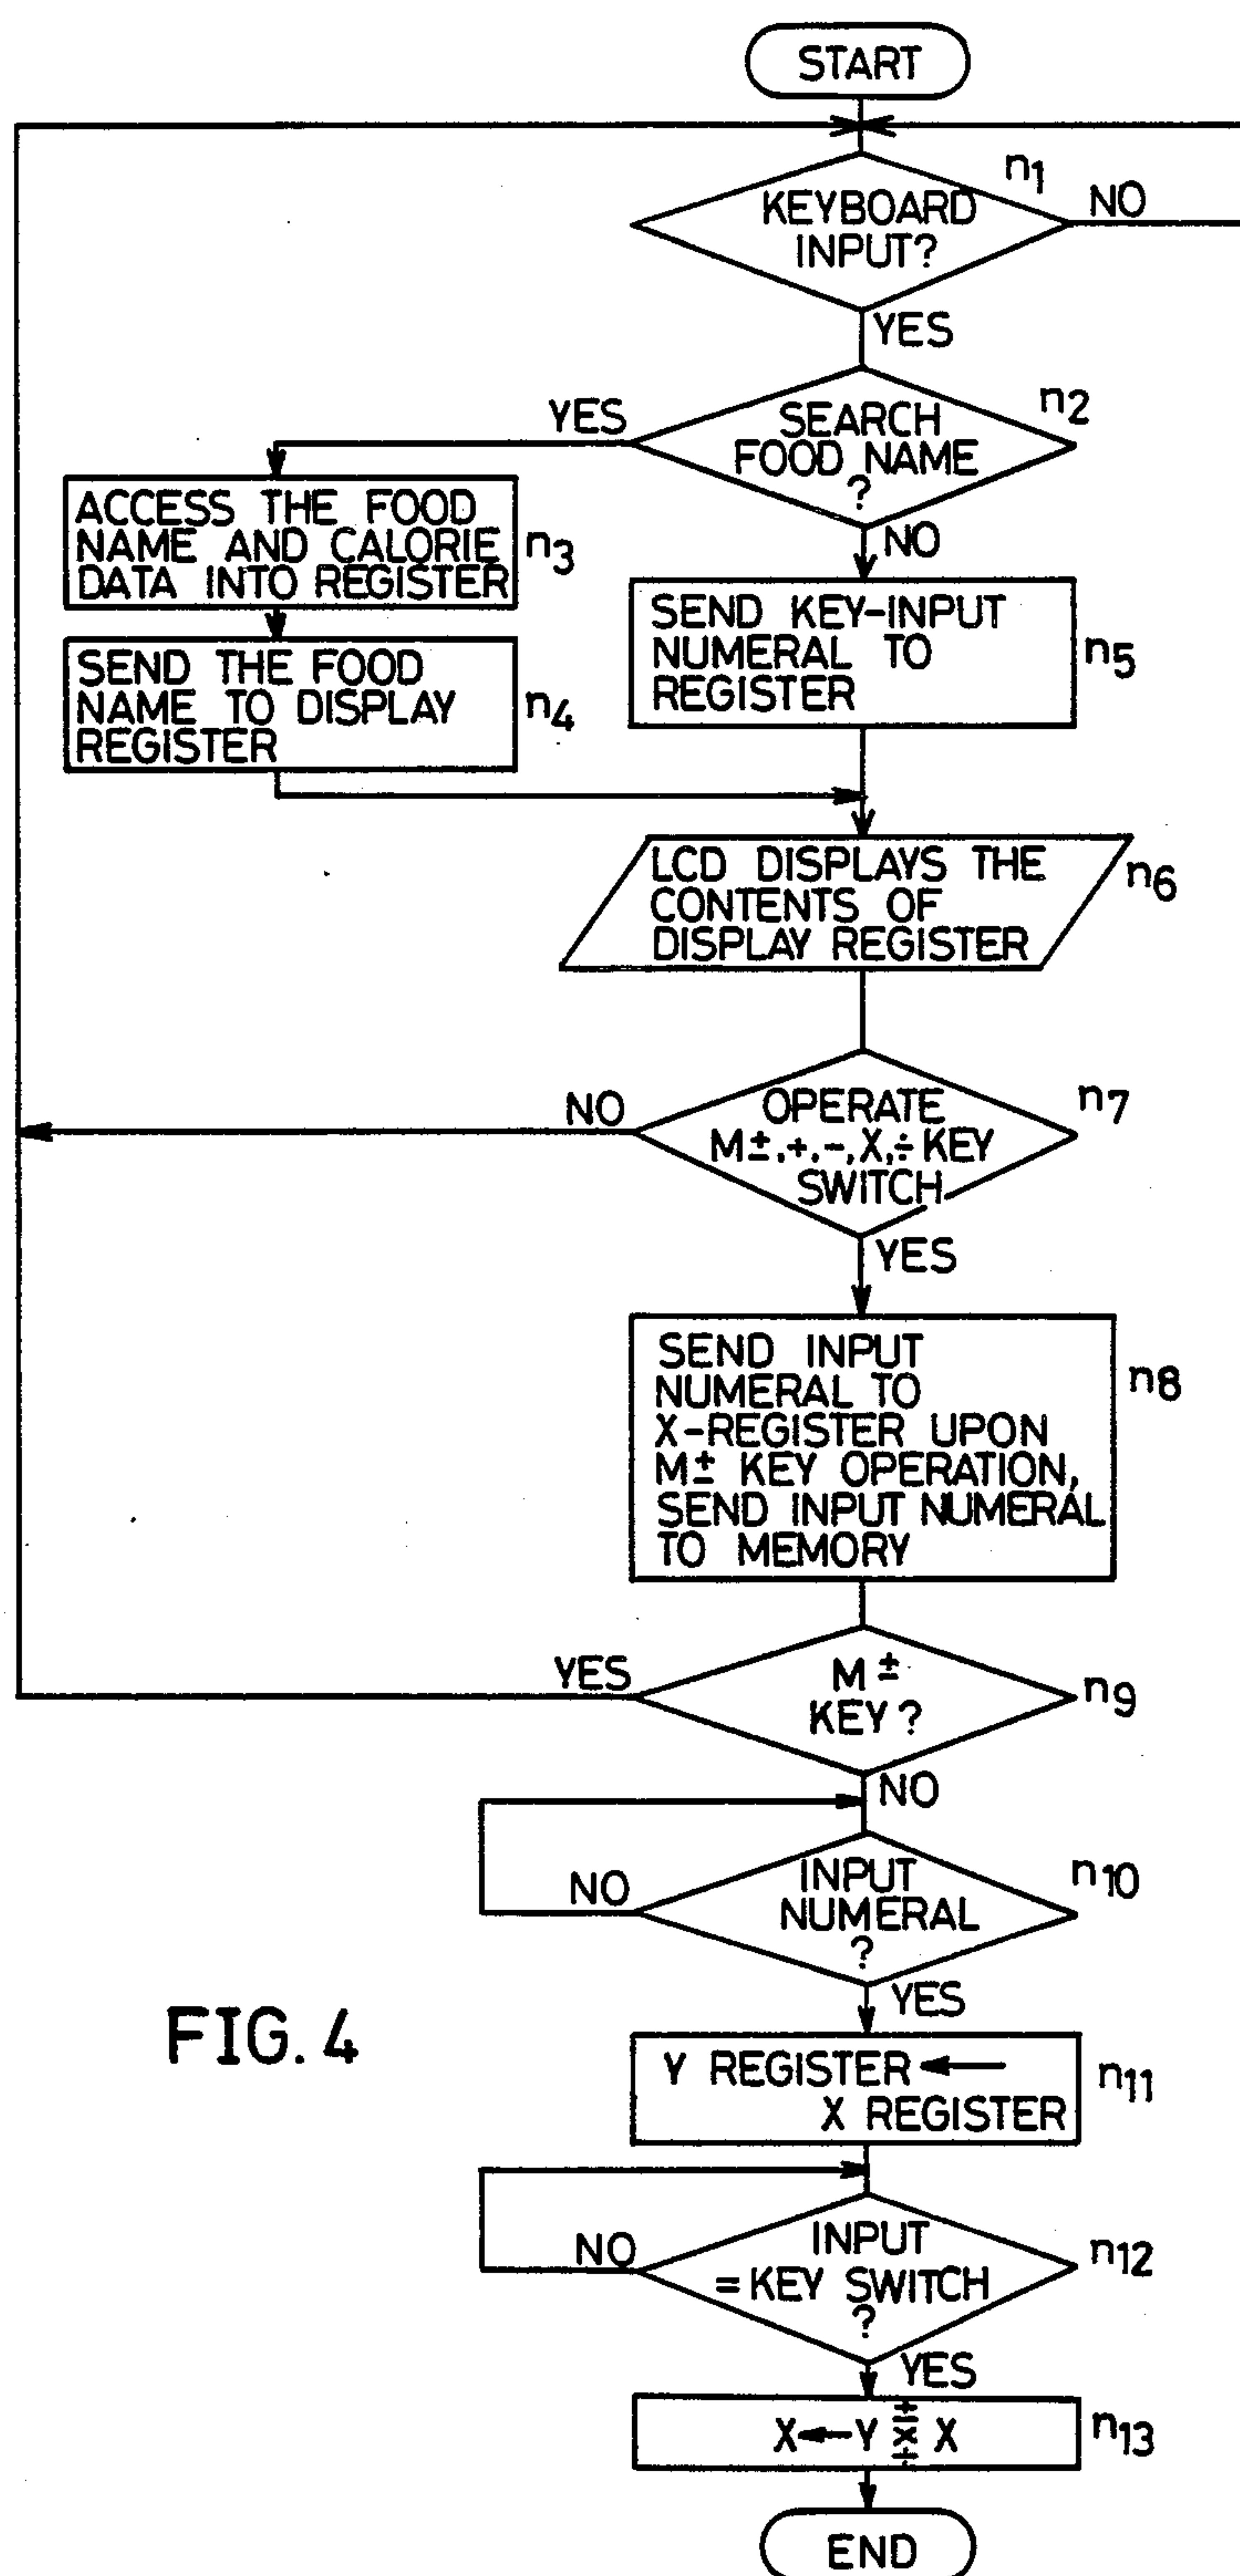 START
n1
KEYBOARD
INPUT?
NO
YES
n2
SEARCH
FOOD NAME
?
YES
NO
ACCESS THE FOOD
NAME AND CALORIE
DATA INTO REGISTER
n3
SEND THE FOOD
NAME TO DISPLAY
REGISTER
n4
SEND KEY-INPUT
NUMERAL TO
REGISTER
n5
LCD DISPLAYS THE
CONTENTS OF
DISPLAY REGISTER
n6
OPERATE
M±,+,-,X,÷ KEY
SWITCH
n7
NO
YES
SEND INPUT
NUMERAL TO
X-REGISTER UPON
M± KEY OPERATION,
SEND INPUT NUMERAL
TO MEMORY
n8
YES
M±
KEY?
n9
NO
INPUT
NUMERAL
?
n10
NO
YES
FIG. 4
Y REGISTER ←
X REGISTER
n11
INPUT
= KEY SWITCH
?
n12
NO
YES
X←Y +-×÷ X
n13
END